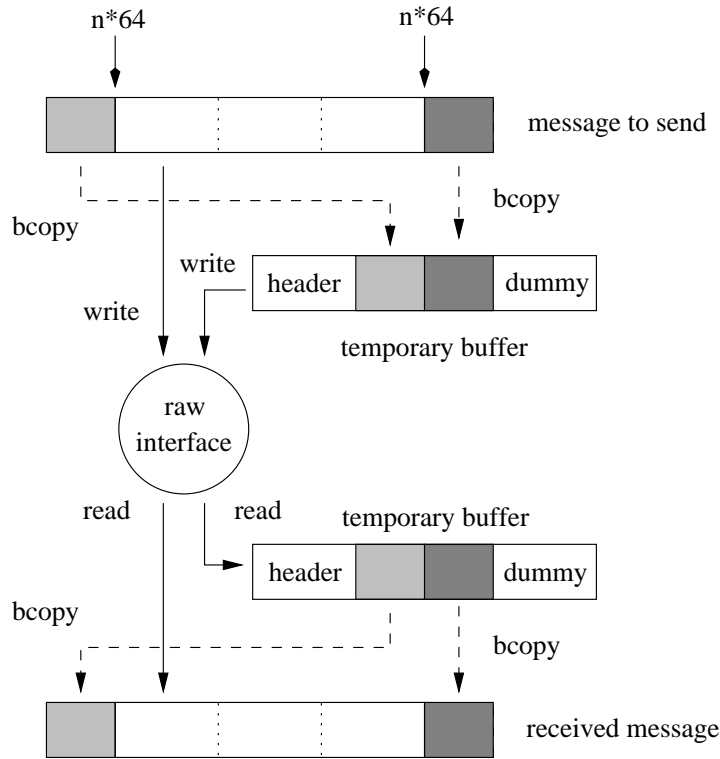 n*64
n*64
message to send
bcopy
bcopy
write
header
dummy
write
temporary buffer
raw
interface
read
read
temporary buffer
header
dummy
bcopy
bcopy
received message